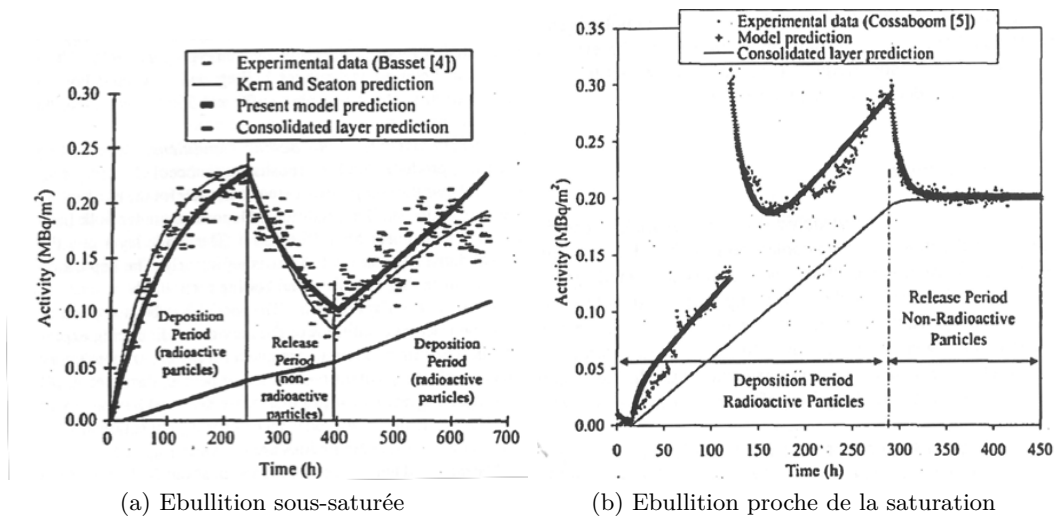 Experimental data (Basset [4])
Kern and Seaton prediction
Present model prediction
Consolidated layer prediction
0.30
0.25
0.20
0.15
0.10
0.05
0.00
Activity (MBq/m²)
Deposition
Period
(radioactive
particles)
Release
Period
(non-
radioactive
particles)
Deposition
Period
(radioactive
particles)
0 100 200 300 400 500 600 700
Time (h)
(a) Ebullition sous-saturée
Experimental data (Cossaboom [5])
Model prediction
Consolidated layer prediction
0.35
0.30
0.25
0.20
0.15
0.10
0.05
0.00
Activity (MBq/m²)
Release Period
Non-Radioactive
Particles
Deposition Period
Radioactive Particles
0 50 100 150 200 250 300 350 400 450
Time (h)
(b) Ebullition proche de la saturation